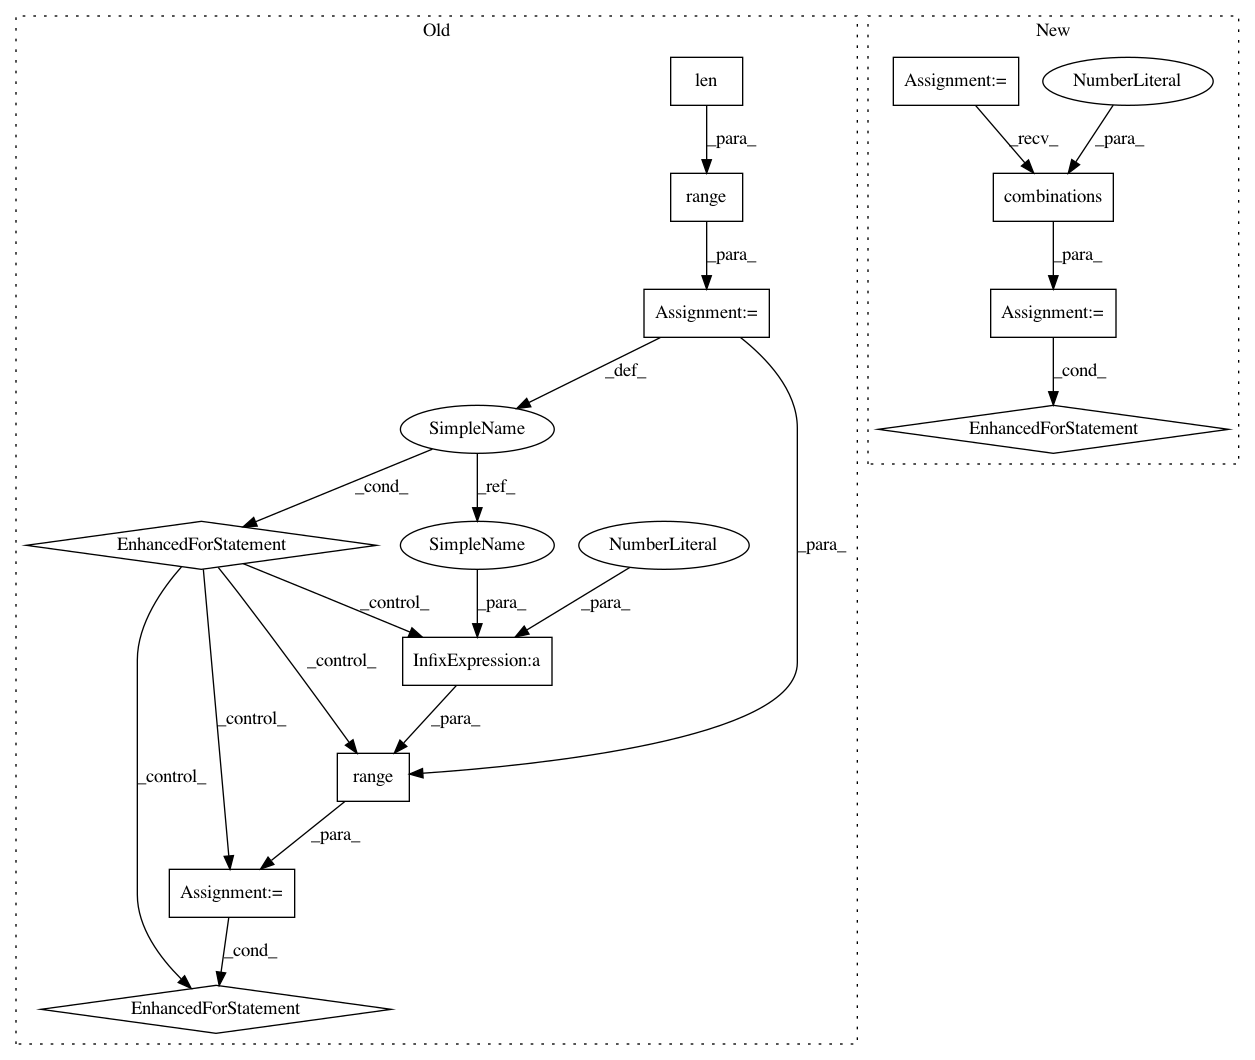 Old
New
len
Assignment:=
NumberLiteral
_para_
_recv_
_para_
range
combinations
_para_
_para_
Assignment:=
Assignment:=
_def_
_cond_
SimpleName
EnhancedForStatement
_cond_
_ref_
EnhancedForStatement
SimpleName
NumberLiteral
_para_
_control_
_para_
_para_
InfixExpression:a
_control_
_control_
_para_
_control_
range
_para_
Assignment:=
_cond_
EnhancedForStatement